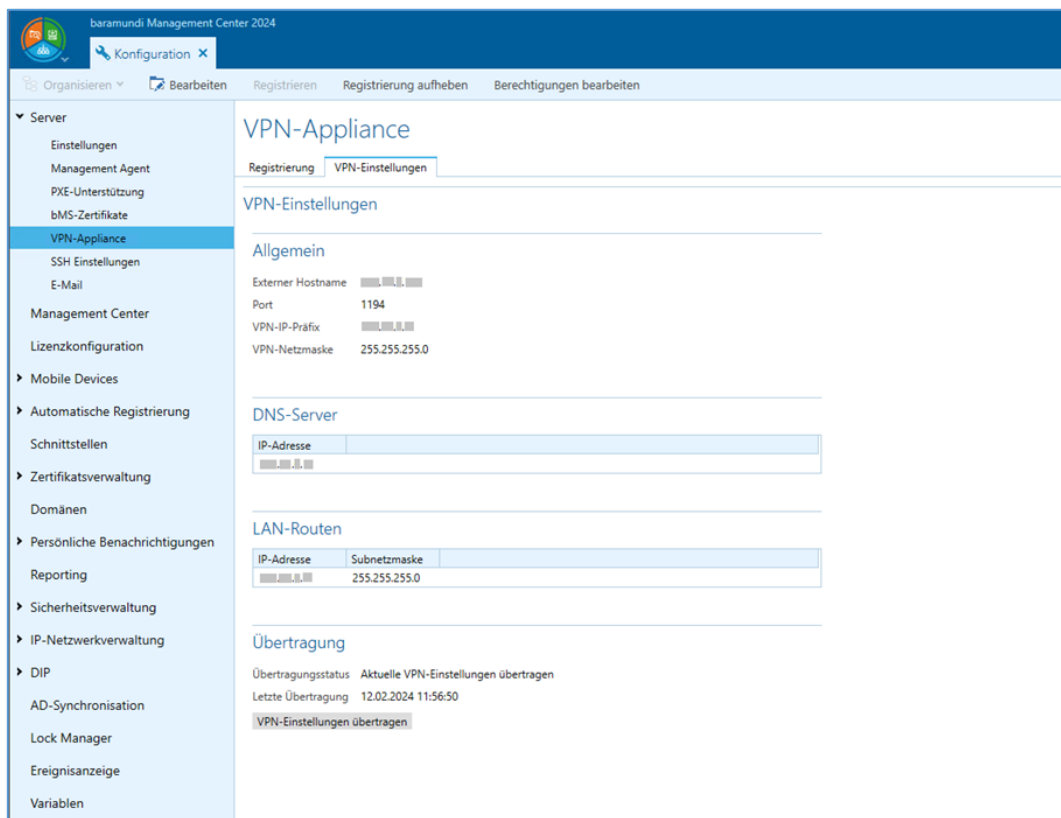 baramundi Management Center 2024
Konfiguration
Organisieren Bearbeiten Registrieren Registrierung aufheben Berechtigungen bearbeiten
Server
Einstellungen
Management Agent
PXE-Unterstützung
bMS-Zertifikate
VPN-Appliance
SSH Einstellungen
E-Mail
Management Center
Lizenzkonfiguration
Mobile Devices
Automatische Registrierung
Schnittstellen
Zertifikatsverwaltung
Domänen
Persönliche Benachrichtigungen
Reporting
Sicherheitsverwaltung
IP-Netzwerkverwaltung
DIP
AD-Synchronisation
Lock Manager
Ereignisanzeige
Variablen
VPN-Appliance
Registrierung VPN-Einstellungen
VPN-Einstellungen
Allgemein
Externer Hostname
Port 1194
VPN-IP-Präfix
VPN-Netzmaske 255.255.255.0
DNS-Server
IP-Adresse
LAN-Routen
IP-Adresse Subnetzmaske
255.255.255.0
Übertragung
Übertragungsstatus Aktuelle VPN-Einstellungen übertragen
Letzte Übertragung 12.02.2024 11:56:50
VPN-Einstellungen übertragen